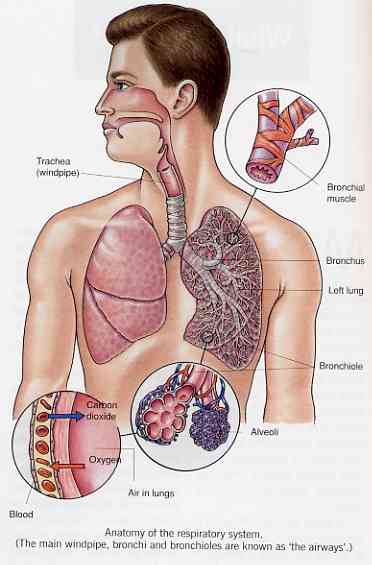 Trachea
(windpipe)
Bronchial
muscle
Bronchus
Left lung
Bronchiole
Carbon
dioxide
Oxygen
Alveoli
Air in lungs
Blood
Anatomy of the respiratory system.
(The main windpipe, bronchi and bronchioles are known as 'the airways'.)